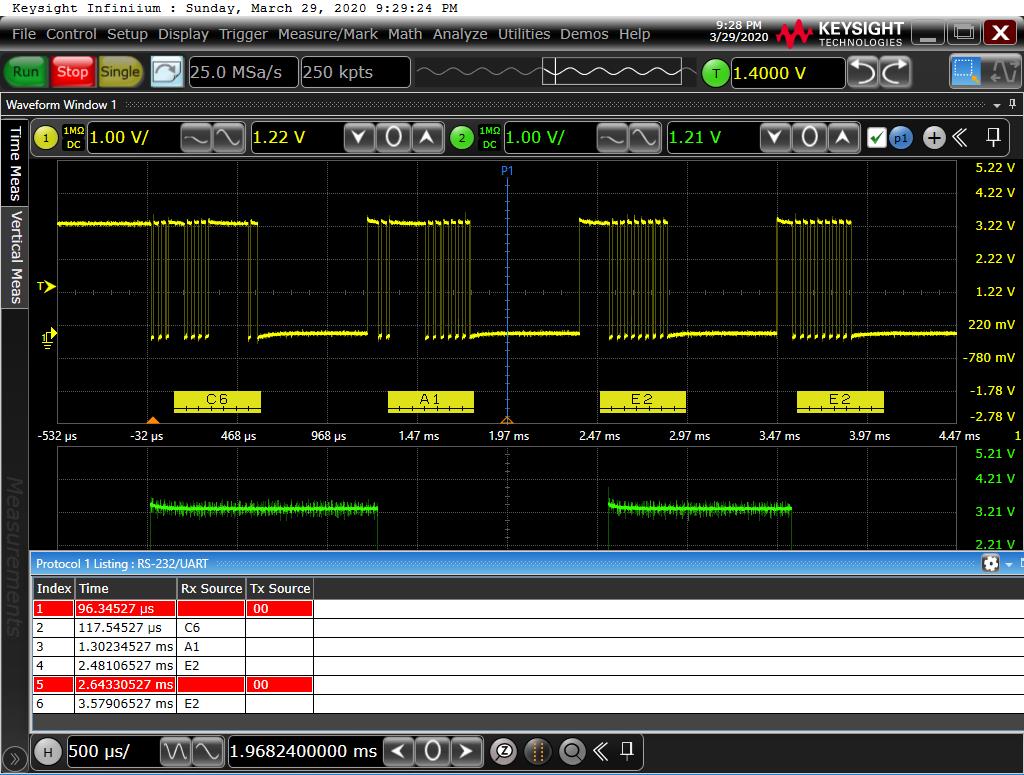 Keysight Infiniium : Sunday, March 29, 2020 9:29:24 PM
File Control Setup Display Trigger Measure/Mark Math Analyze Utilities Demos Help
9:28 PM
3/29/2020
KEYSIGHT
TECHNOLOGIES
Run Stop Single 25.0 MSa/s 250 kpts T 1.4000 V
Waveform Window 1
1 1MΩ DC 1.00 V/ 1.22 V 0 2 1MΩ DC 1.00 V/ 1.21 V 0 p1
Time Meas
Vertical Meas
Measurements
P1
5.22 V
4.22 V
3.22 V
2.22 V
T
1.22 V
220 mV
1
-780 mV
-1.78 V
C6 A1 E2 E2
-2.78 V
-532 µs -32 µs 468 µs 968 µs 1.47 ms 1.97 ms 2.47 ms 2.97 ms 3.47 ms 3.97 ms 4.47 ms 1
5.21 V
4.21 V
3.21 V
2.21 V
Protocol 1 Listing : RS-232/UART
Index Time Rx Source Tx Source
1 96.34527 µs 00
2 117.54527 µs C6
3 1.30234527 ms A1
4 2.48106527 ms E2
5 2.64330527 ms 00
6 3.57906527 ms E2
H 500 µs/ 1.9682400000 ms 0 Z